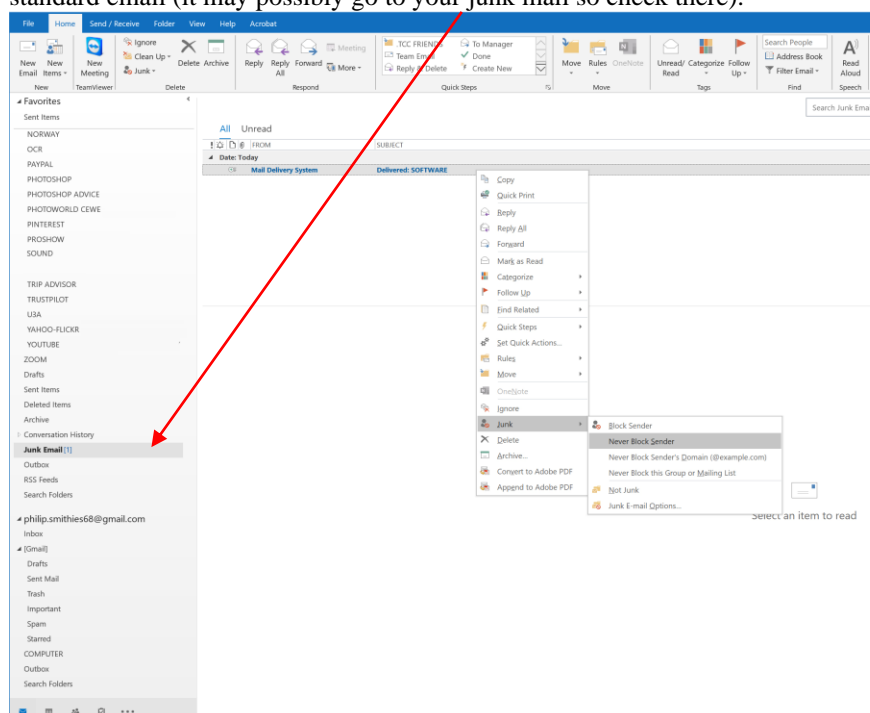 standard email (it may possibly go to your junk mail so check there):
File Home Send / Receive Folder View Help Acrobat
New Email
New Items
New Meeting
Ignore
Clean Up
Junk
Delete Archive
Reply Reply All Forward
Meeting
More
.TCC FRIENDS
Team Email
Reply & Delete
To Manager
Done
Create New
Move Rules OneNote
Unread/ Read
Categorize
Follow Up
Search People
Address Book
Filter Email
Read Aloud
New TeamViewer Delete Respond Quick Steps Move Tags Find Speech
Favorites
Sent Items
NORWAY
OCR
PAYPAL
PHOTOSHOP
PHOTOSHOP ADVICE
PHOTOWORLD CEWE
PINTEREST
PROSHOW
SOUND
TRIP ADVISOR
TRUSTPILOT
U3A
YAHOO-FLICKR
YOUTUBE
ZOOM
Drafts
Sent Items
Deleted Items
Archive
Conversation History
Junk Email [1]
Outbox
RSS Feeds
Search Folders
philip.smithies68@gmail.com
Inbox
[Gmail]
Drafts
Sent Mail
Trash
Important
Spam
Starred
COMPUTER
Outbox
Search Folders
Search Junk Ema
All Unread
FROM SUBJECT
Date: Today
Mail Delivery System Delivered: SOFTWARE
Copy
Quick Print
Reply
Reply All
Forward
Mark as Read
Categorize
Follow Up
Find Related
Quick Steps
Set Quick Actions...
Rules
Move
OneNote
Ignore
Junk
Delete
Archive...
Convert to Adobe PDF
Append to Adobe PDF
Block Sender
Never Block Sender
Never Block Sender's Domain (@example.com)
Never Block this Group or Mailing List
Not Junk
Junk E-mail Options...
Select an item to read